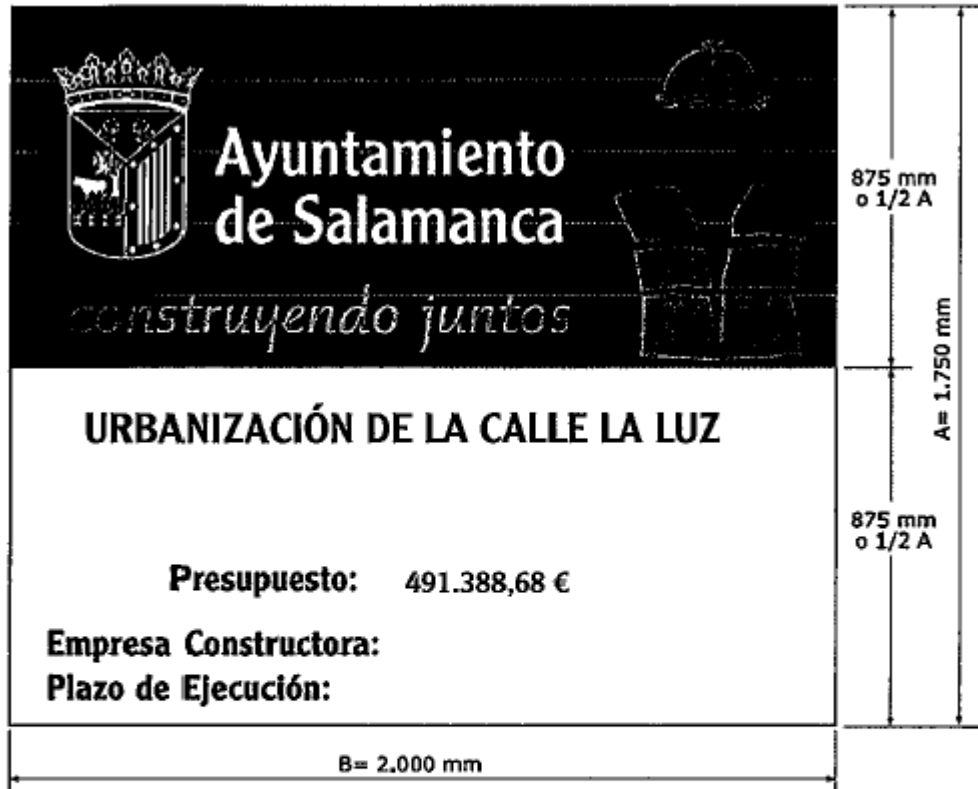 Ayuntamiento
de Salamanca
construyendo juntos
875 mm
o 1/2 A
A= 1.750 mm
URBANIZACIÓN DE LA CALLE LA LUZ
875 mm
o 1/2 A
Presupuesto: 491.388,68 €
Empresa Constructora:
Plazo de Ejecución:
B= 2.000 mm